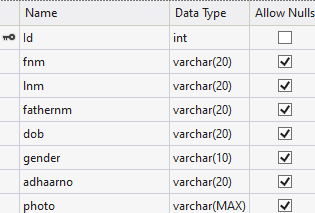 Name Data Type Allow Nulls
Id int
fnm varchar(20)
lnm varchar(20)
fathernm varchar(20)
dob varchar(20)
gender varchar(10)
adhaarno varchar(20)
photo varchar(MAX)